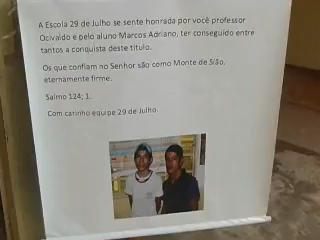 A Escola 29 de Julho se sente honrada por você professor
Ocivaldo e pelo aluno Marcos Adriano, ter conseguido entre
tantos a conquista deste título.
Os que confiam no Senhor são como Monte de Sião,
eternamente firme.
Salmo 124; 1.
Com carinho equipe 29 de Julho.